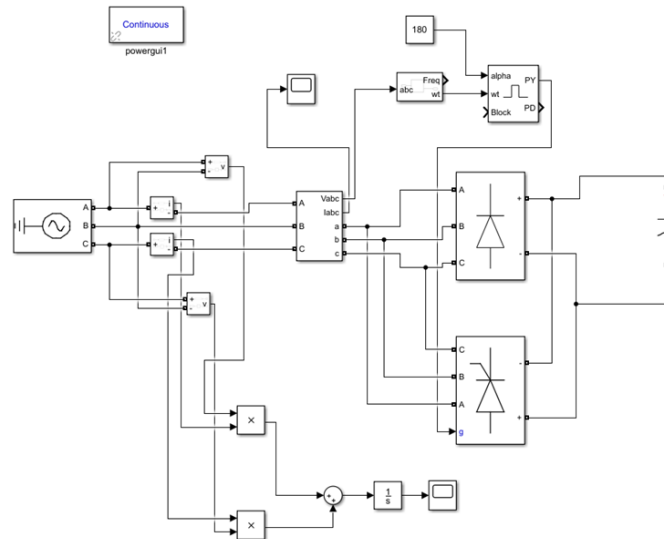 Continuous
powergui1
180
alpha
PY
wt
Block
PD
abc
Freq
wt
+
-
v
A
B
C
+
i
-
+
i
-
A
B
C
Vabc
Iabc
a
b
c
A
B
C
+
-
+
-
v
C
B
A
g
-
+
×
×
+
+
1
s